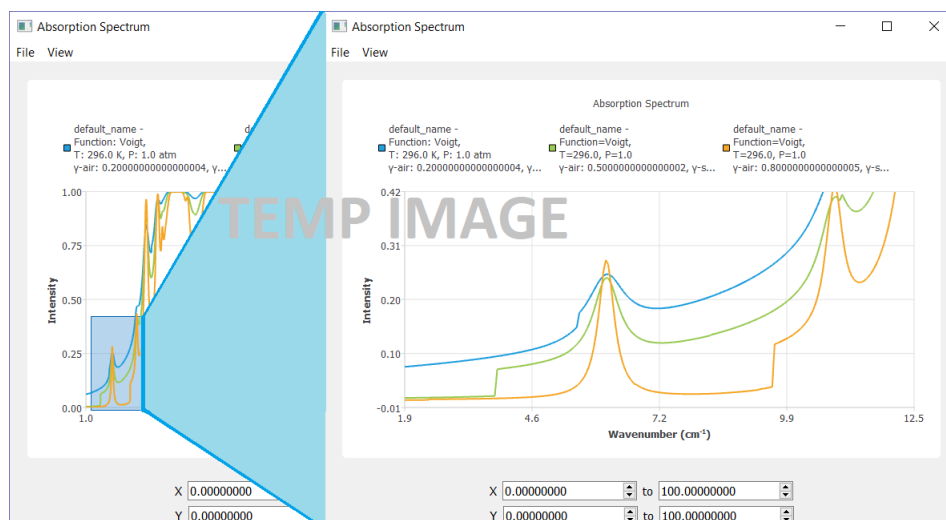 Absorption Spectrum
File View
default_name -
Function: Voigt,
T: 296.0 K, P: 1.0 atm
γ-air: 0.20000000000000004, γ...
1.00
0.75
0.50
0.25
0.00
Intensity
1.0
X 0.00000000
Y 0.00000000
Absorption Spectrum
File View
Absorption Spectrum
default_name -
Function: Voigt,
T: 296.0 K, P: 1.0 atm
γ-air: 0.20000000000000004, γ...
default_name -
Function=Voigt,
T=296.0, P=1.0
γ-air: 0.5000000000000002, γ-s...
default_name -
Function=Voigt,
T=296.0, P=1.0
γ-air: 0.8000000000000005, γ-s...
TEMP IMAGE
0.42
0.31
0.20
0.10
-0.01
Intensity
1.9 4.6 7.2 9.9 12.5
Wavenumber (cm⁻¹)
X 0.00000000 to 100.00000000
Y 0.00000000 to 100.00000000